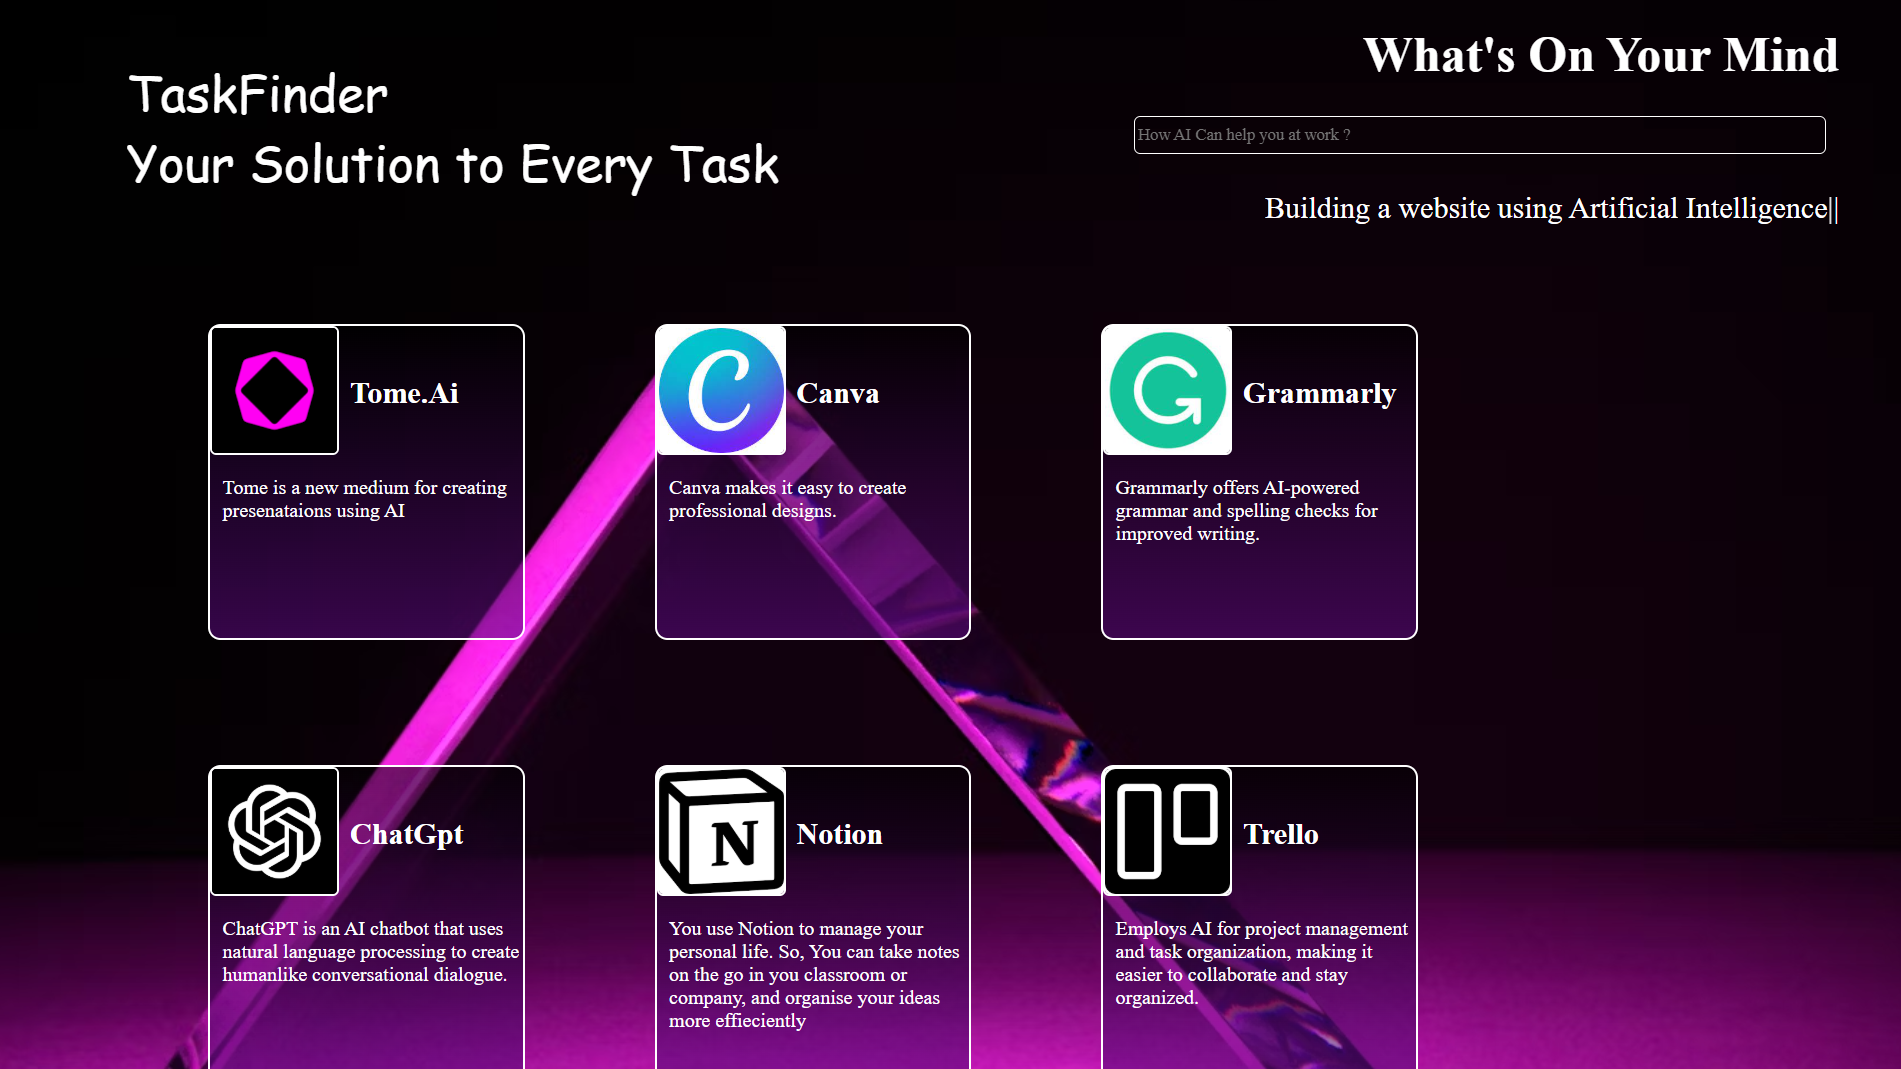 TaskFinder
Your Solution to Every Task
What's On Your Mind
How AI Can help you at work ?
Building a website using Artificial Intelligence||
Tome.Ai
Tome is a new medium for creating
presenataions using AI
Canva
Canva makes it easy to create
professional designs.
Grammarly
Grammarly offers AI-powered
grammar and spelling checks for
improved writing.
ChatGpt
ChatGPT is an AI chatbot that uses
natural language processing to create
humanlike conversational dialogue.
N
Notion
You use Notion to manage your
personal life. So, You can take notes
on the go in you classroom or
company, and organise your ideas
more effieciently
Trello
Employs AI for project management
and task organization, making it
easier to collaborate and stay
organized.